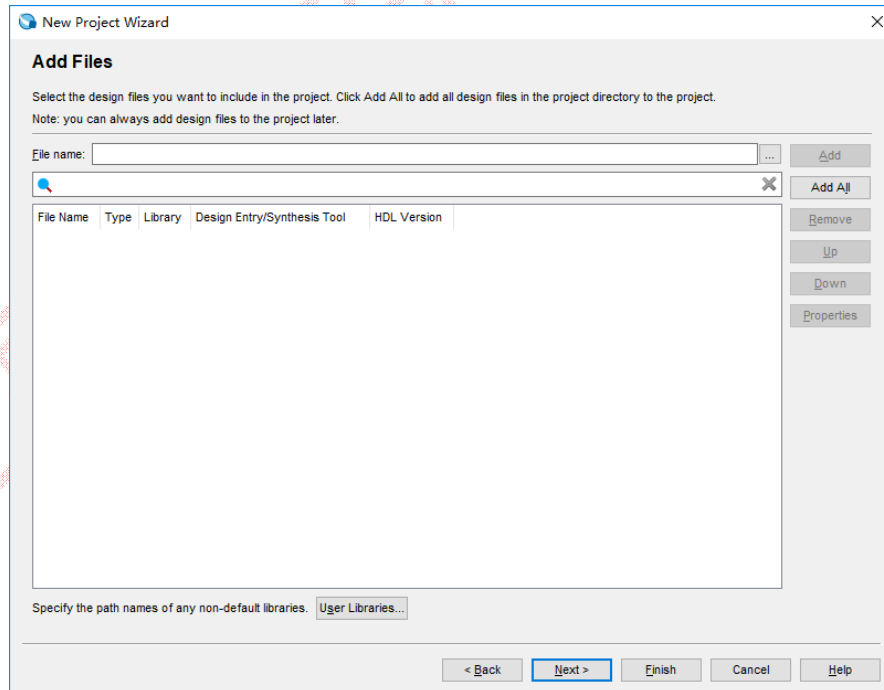 New Project Wizard
Add Files
Select the design files you want to include in the project. Click Add All to add all design files in the project directory to the project.
Note: you can always add design files to the project later.
File name: ... Add
Add All
File Name Type Library Design Entry/Synthesis Tool HDL Version
Remove
Up
Down
Properties
Specify the path names of any non-default libraries. User Libraries...
< Back Next > Finish Cancel Help